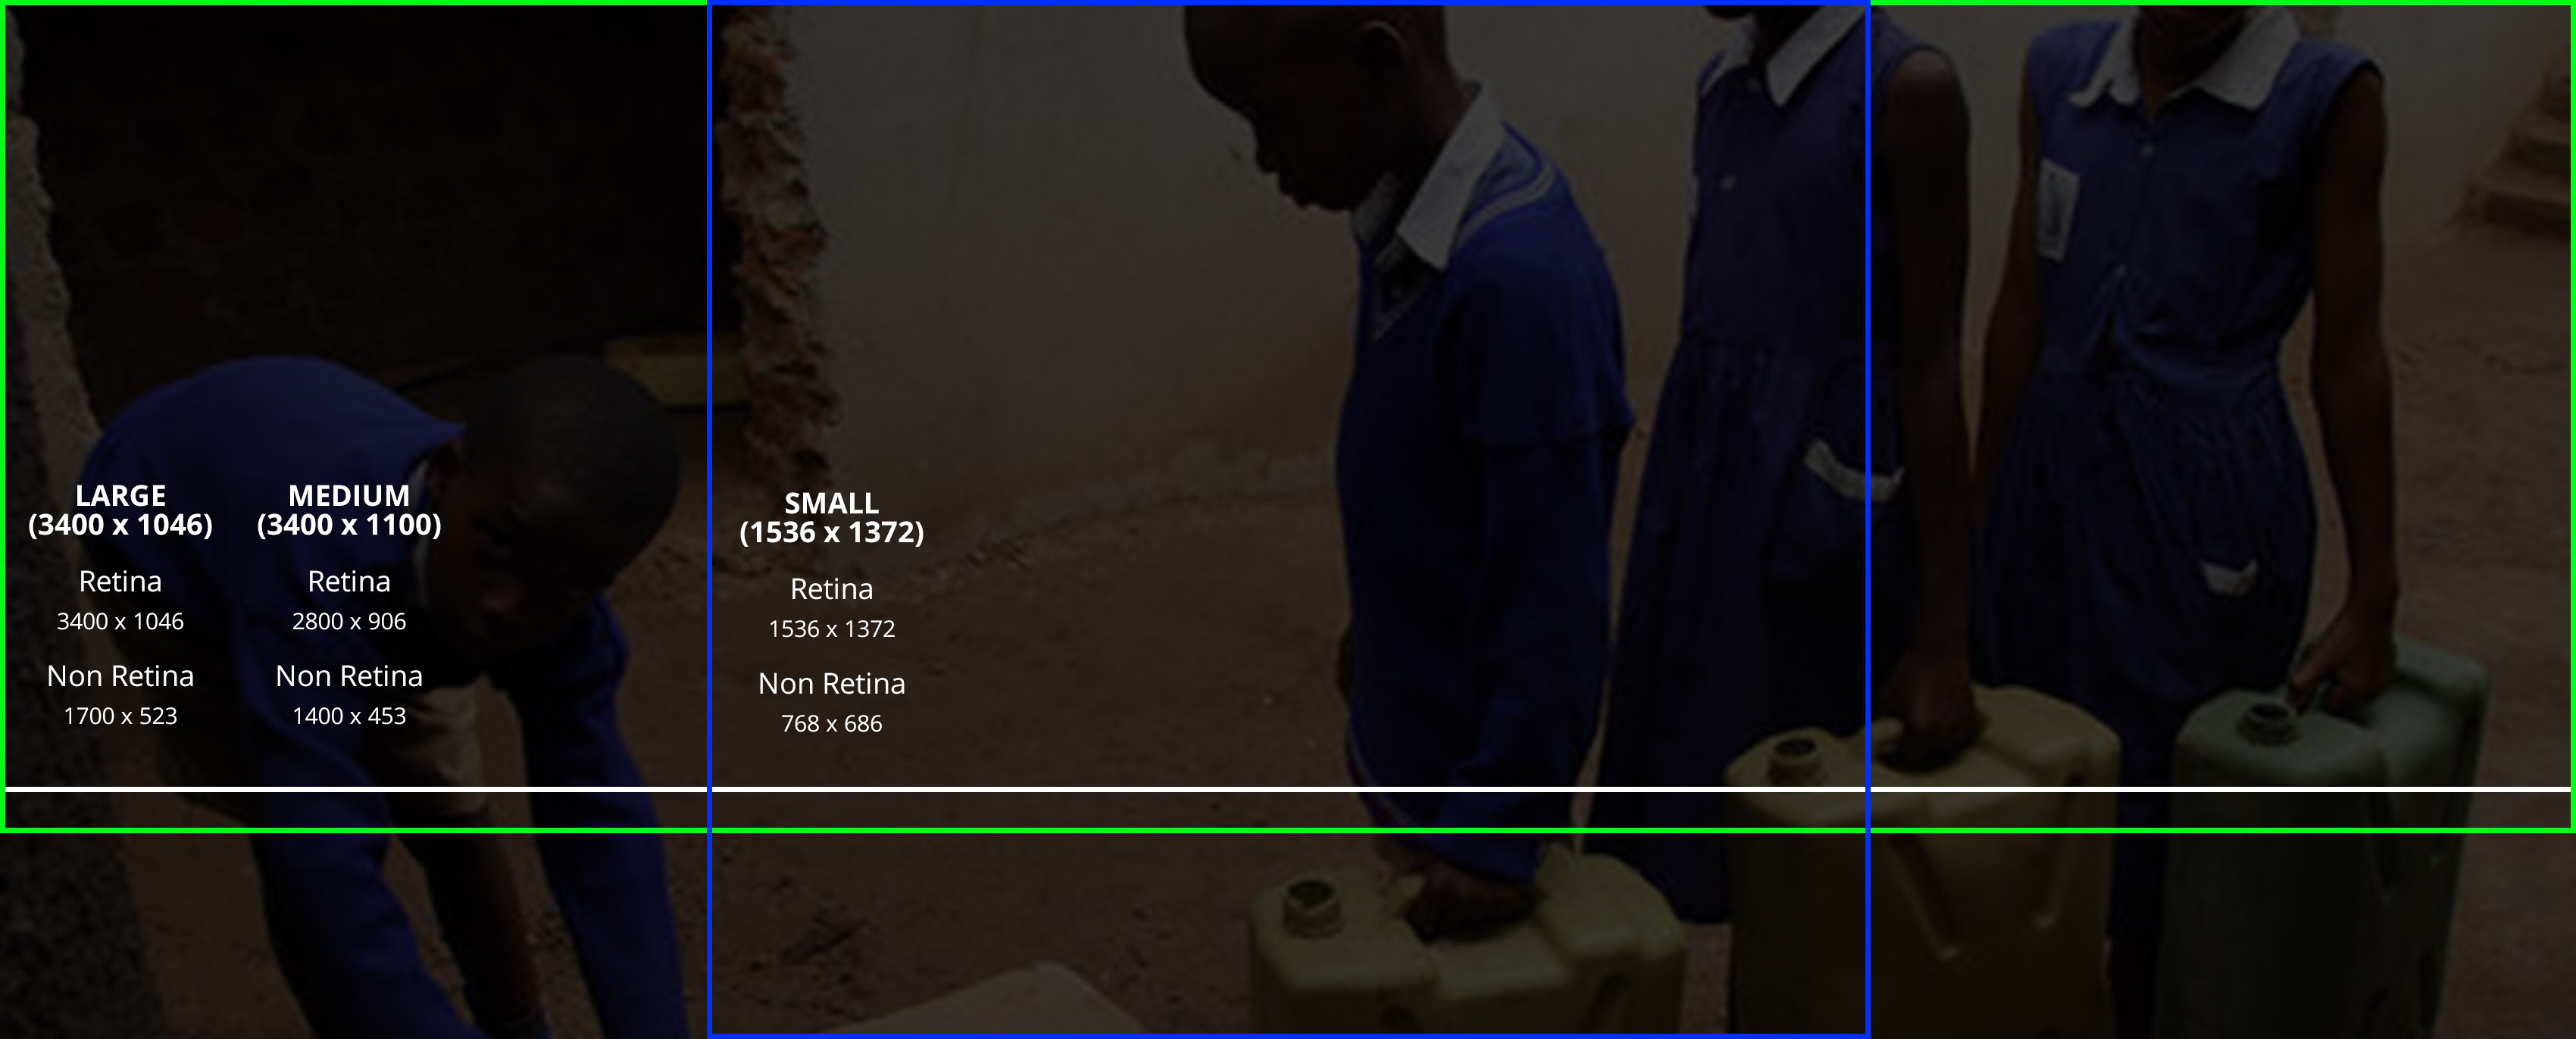 LARGE
(3400 x 1046)
Retina
3400 x 1046
Non Retina
1700 x 523
MEDIUM
(3400 x 1100)
Retina
2800 x 906
Non Retina
1400 x 453
SMALL
(1536 x 1372)
Retina
1536 x 1372
Non Retina
768 x 686